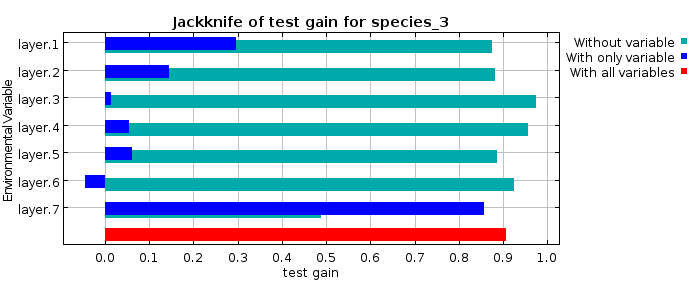 Jackknife of test gain for species_3
Without variable
With only variable
With all variables
Environmental Variable
layer.1
layer.2
layer.3
layer.4
layer.5
layer.6
layer.7
0.0 0.1 0.2 0.3 0.4 0.5 0.6 0.7 0.8 0.9 1.0
test gain